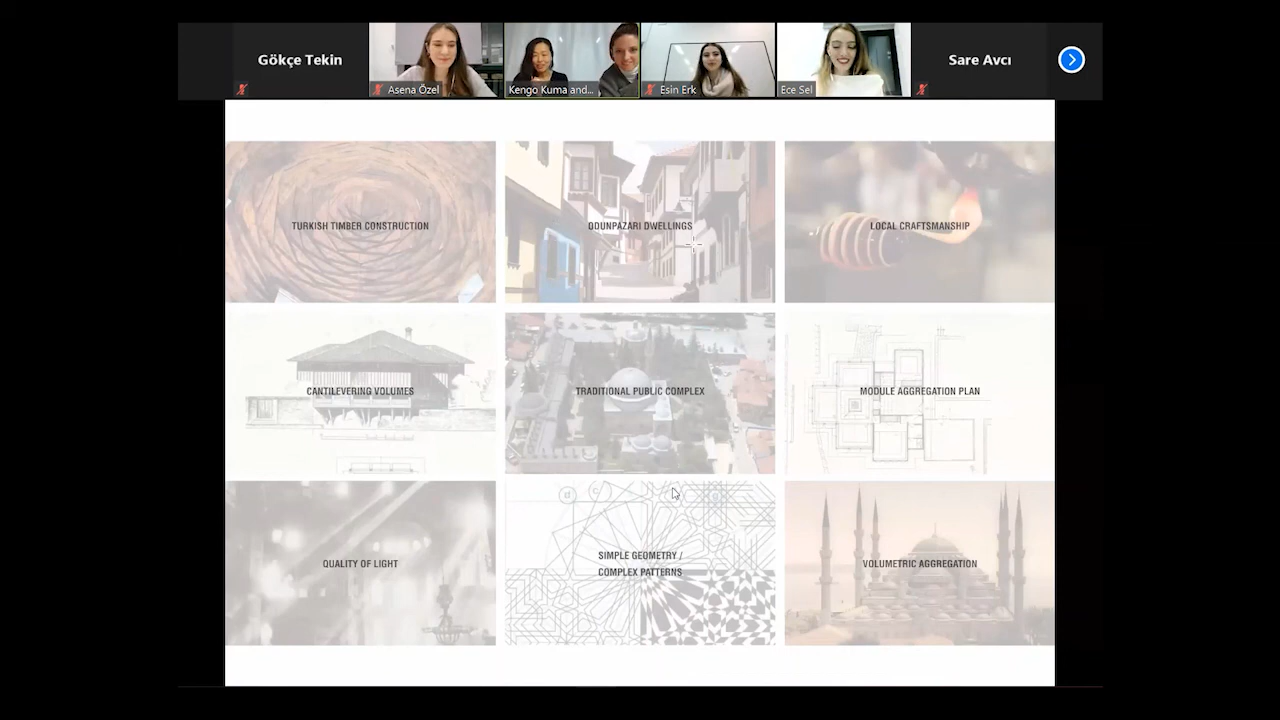 Gökçe Tekin
Asena Özel
Kengo Kuma and...
Esin Erk
Ece Sel
Sare Avcı
TURKISH TIMBER CONSTRUCTION
ODUNPAZARI DWELLINGS
LOCAL CRAFTSMANSHIP
CANTILEVERING VOLUMES
TRADITIONAL PUBLIC COMPLEX
MODULE AGGREGATION PLAN
QUALITY OF LIGHT
SIMPLE GEOMETRY /
COMPLEX PATTERNS
VOLUMETRIC AGGREGATION